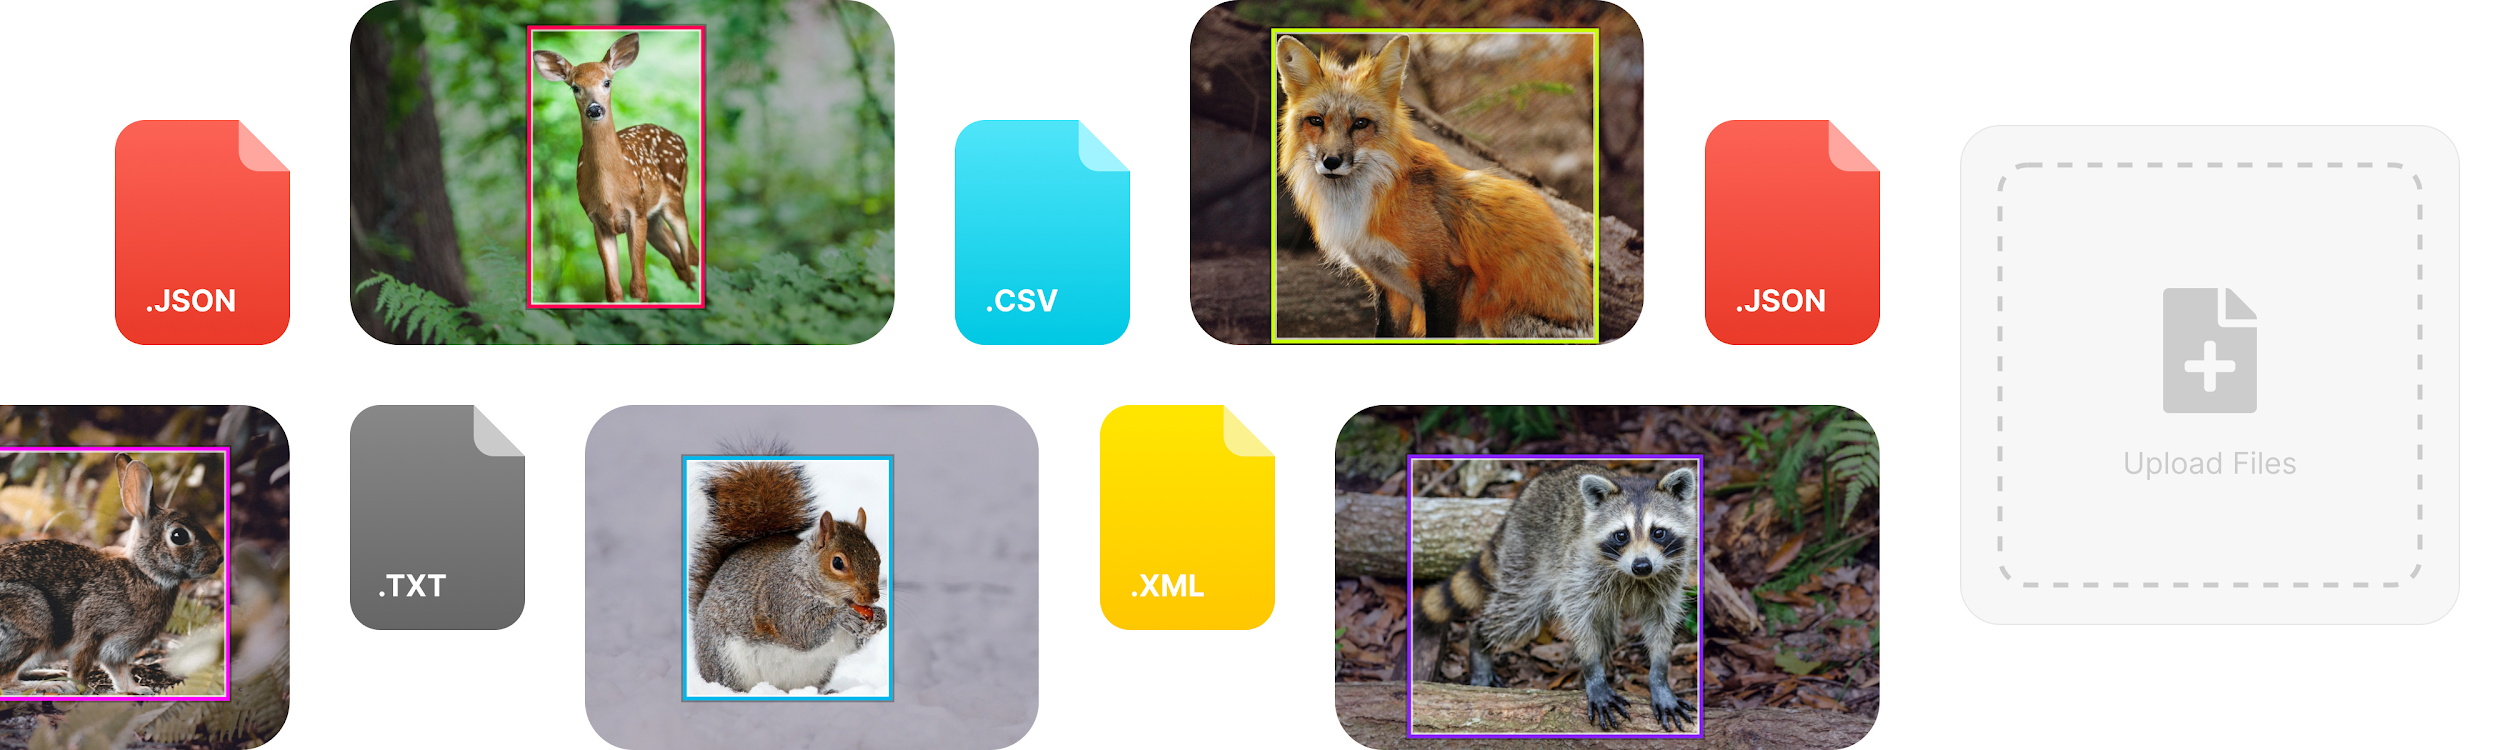 .JSON
.CSV
.JSON
.TXT
.XML
Upload Files